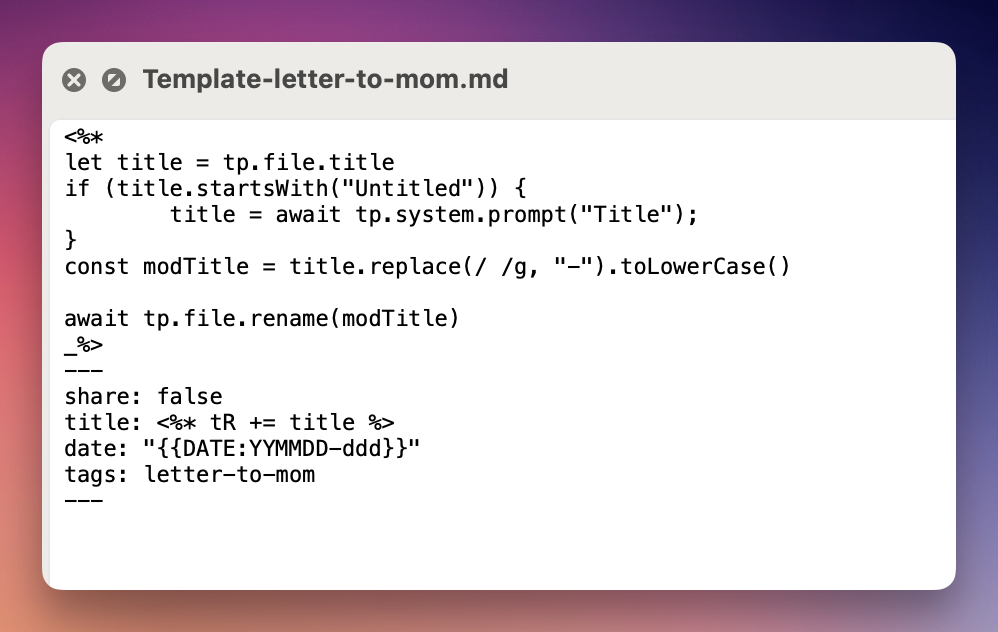 Template-letter-to-mom.md
<%*
let title = tp.file.title
if (title.startsWith("Untitled")) {
        title = await tp.system.prompt("Title");
}
const modTitle = title.replace(/ /g, "-").toLowerCase()

await tp.file.rename(modTitle)
_%>
---
share: false
title: <%* tR += title %>
date: "{{DATE:YYMMDD-ddd}}"
tags: letter-to-mom
---